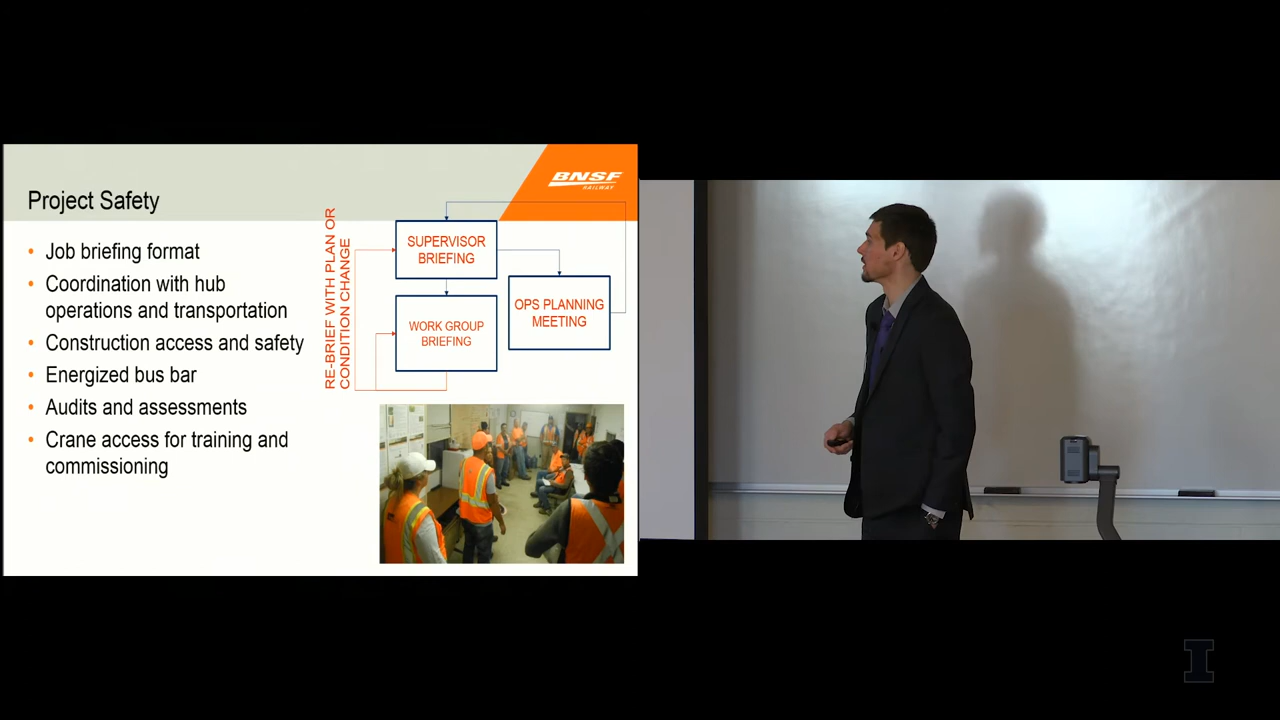 BNSF
RAILWAY
Project Safety
• Job briefing format
• Coordination with hub
operations and transportation
• Construction access and safety
• Energized bus bar
• Audits and assessments
• Crane access for training and
commissioning
RE-BRIEF WITH PLAN OR
CONDITION CHANGE
SUPERVISOR
BRIEFING
WORK GROUP
BRIEFING
OPS PLANNING
MEETING
I